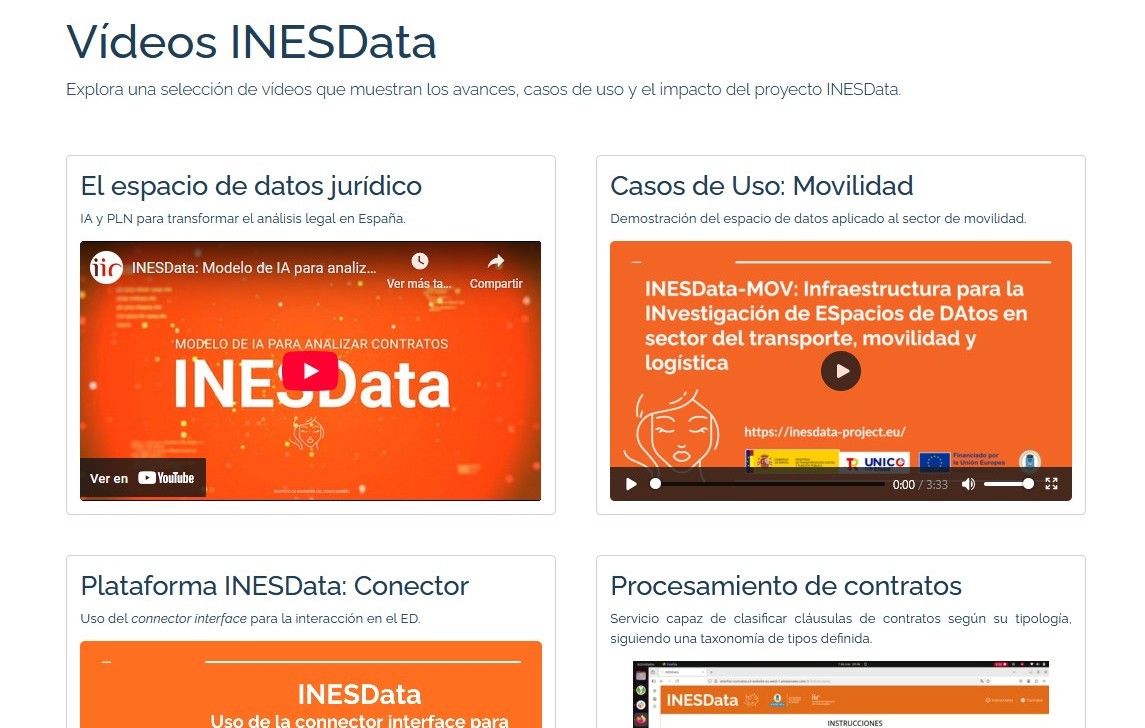 Vídeos INESData
Explora una selección de vídeos que muestran los avances, casos de uso y el impacto del proyecto INESData.
El espacio de datos jurídico
IA y PLN para transformar el análisis legal en España.
iic
INESData: Modelo de IA para analiz...
Ver más ta...
Compartir
MODELO DE IA PARA ANALIZAR CONTRATOS
INESData
Ver en YouTube
Casos de Uso: Movilidad
Demostración del espacio de datos aplicado al sector de movilidad.
INESData-MOV: Infraestructura para la
INvestigación de ESpacios de DAtos en
sector del transporte, movilidad y
logística
https://inesdata-project.eu/
UNICO
Financiado por
la Unión Europea
0:00 / 3:33
Plataforma INESData: Conector
Uso del connector interface para la interacción en el ED.
INESData
Uso de la connector interface para
Procesamiento de contratos
Servicio capaz de clasificar cláusulas de contratos según su tipología,
siguiendo una taxonomía de tipos definida.
INESData
INSTRUCCIONES